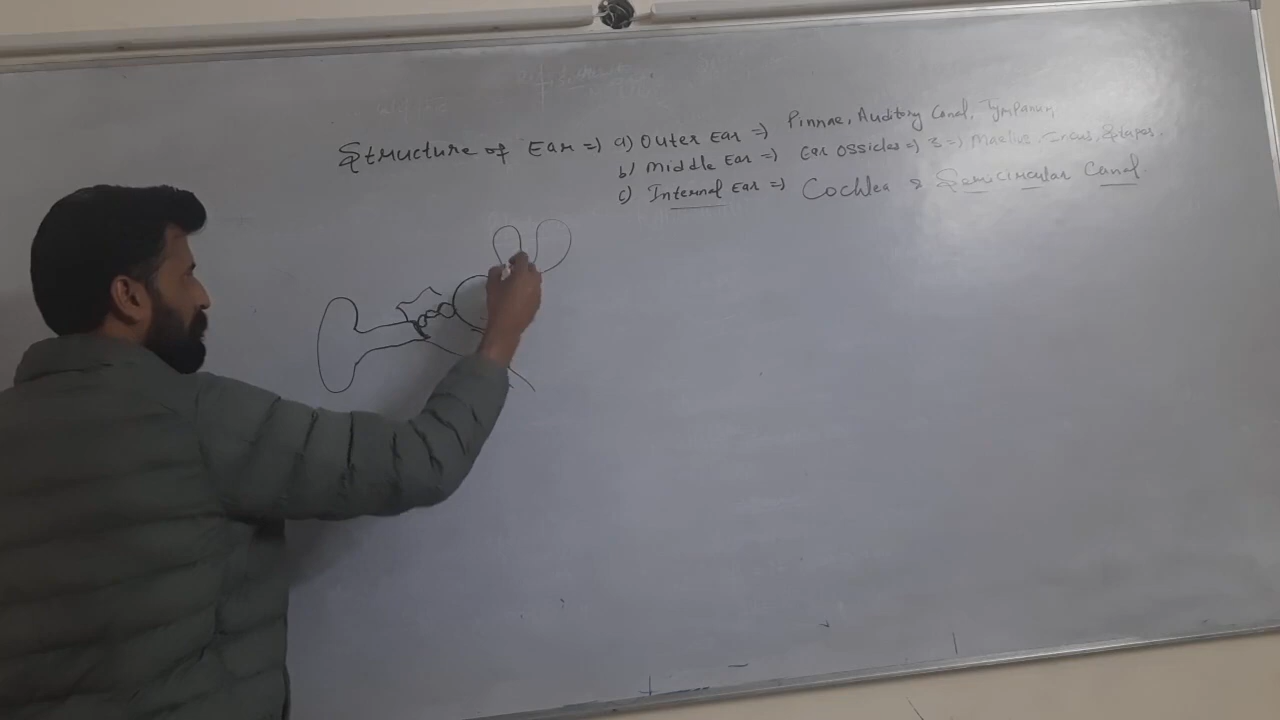 Structure of Ear => a) Outer Ear => Pinnae, Auditory Canal, Tympanum,
b) Middle Ear => Ear Ossicles => 3 => Maelius, Incus, Stapes.
c) Internal Ear => Cochlea & Semicircular Canal